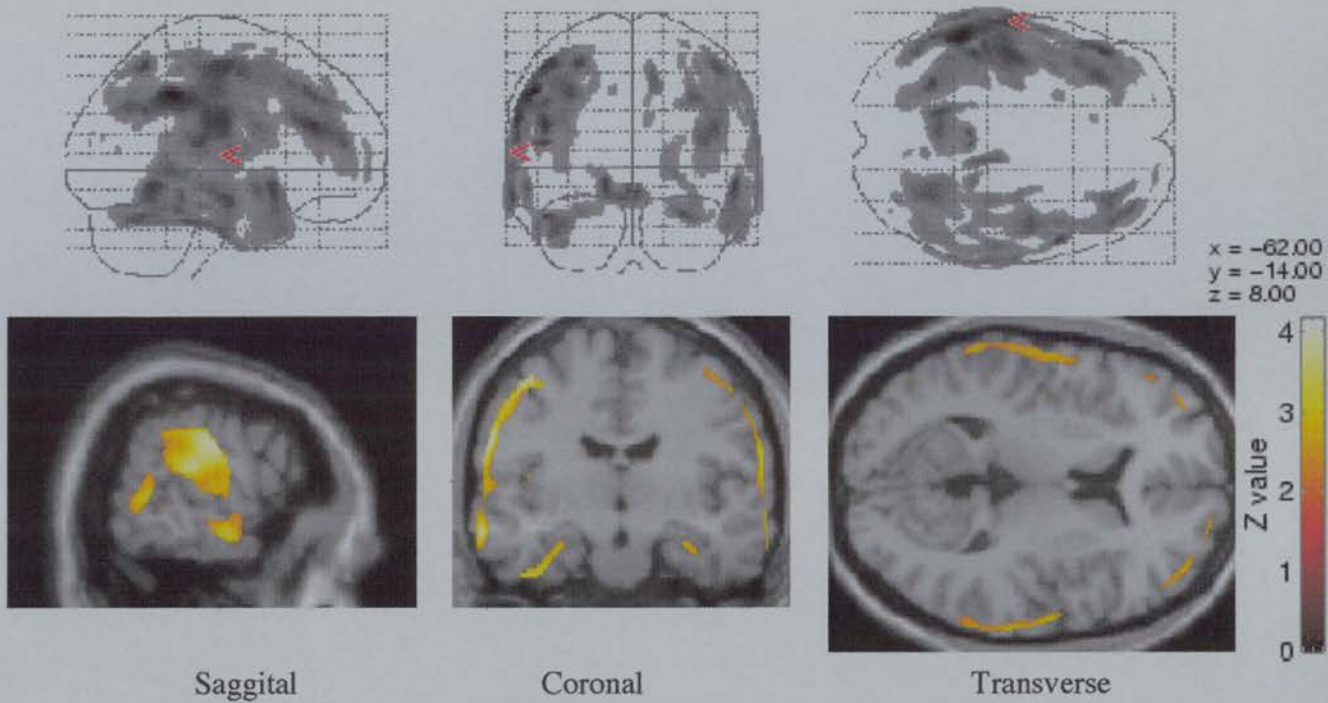 x = -62.00
y = -14.00
z = 8.00
4
3
2
1
0
Z value
Saggital
Coronal
Transverse